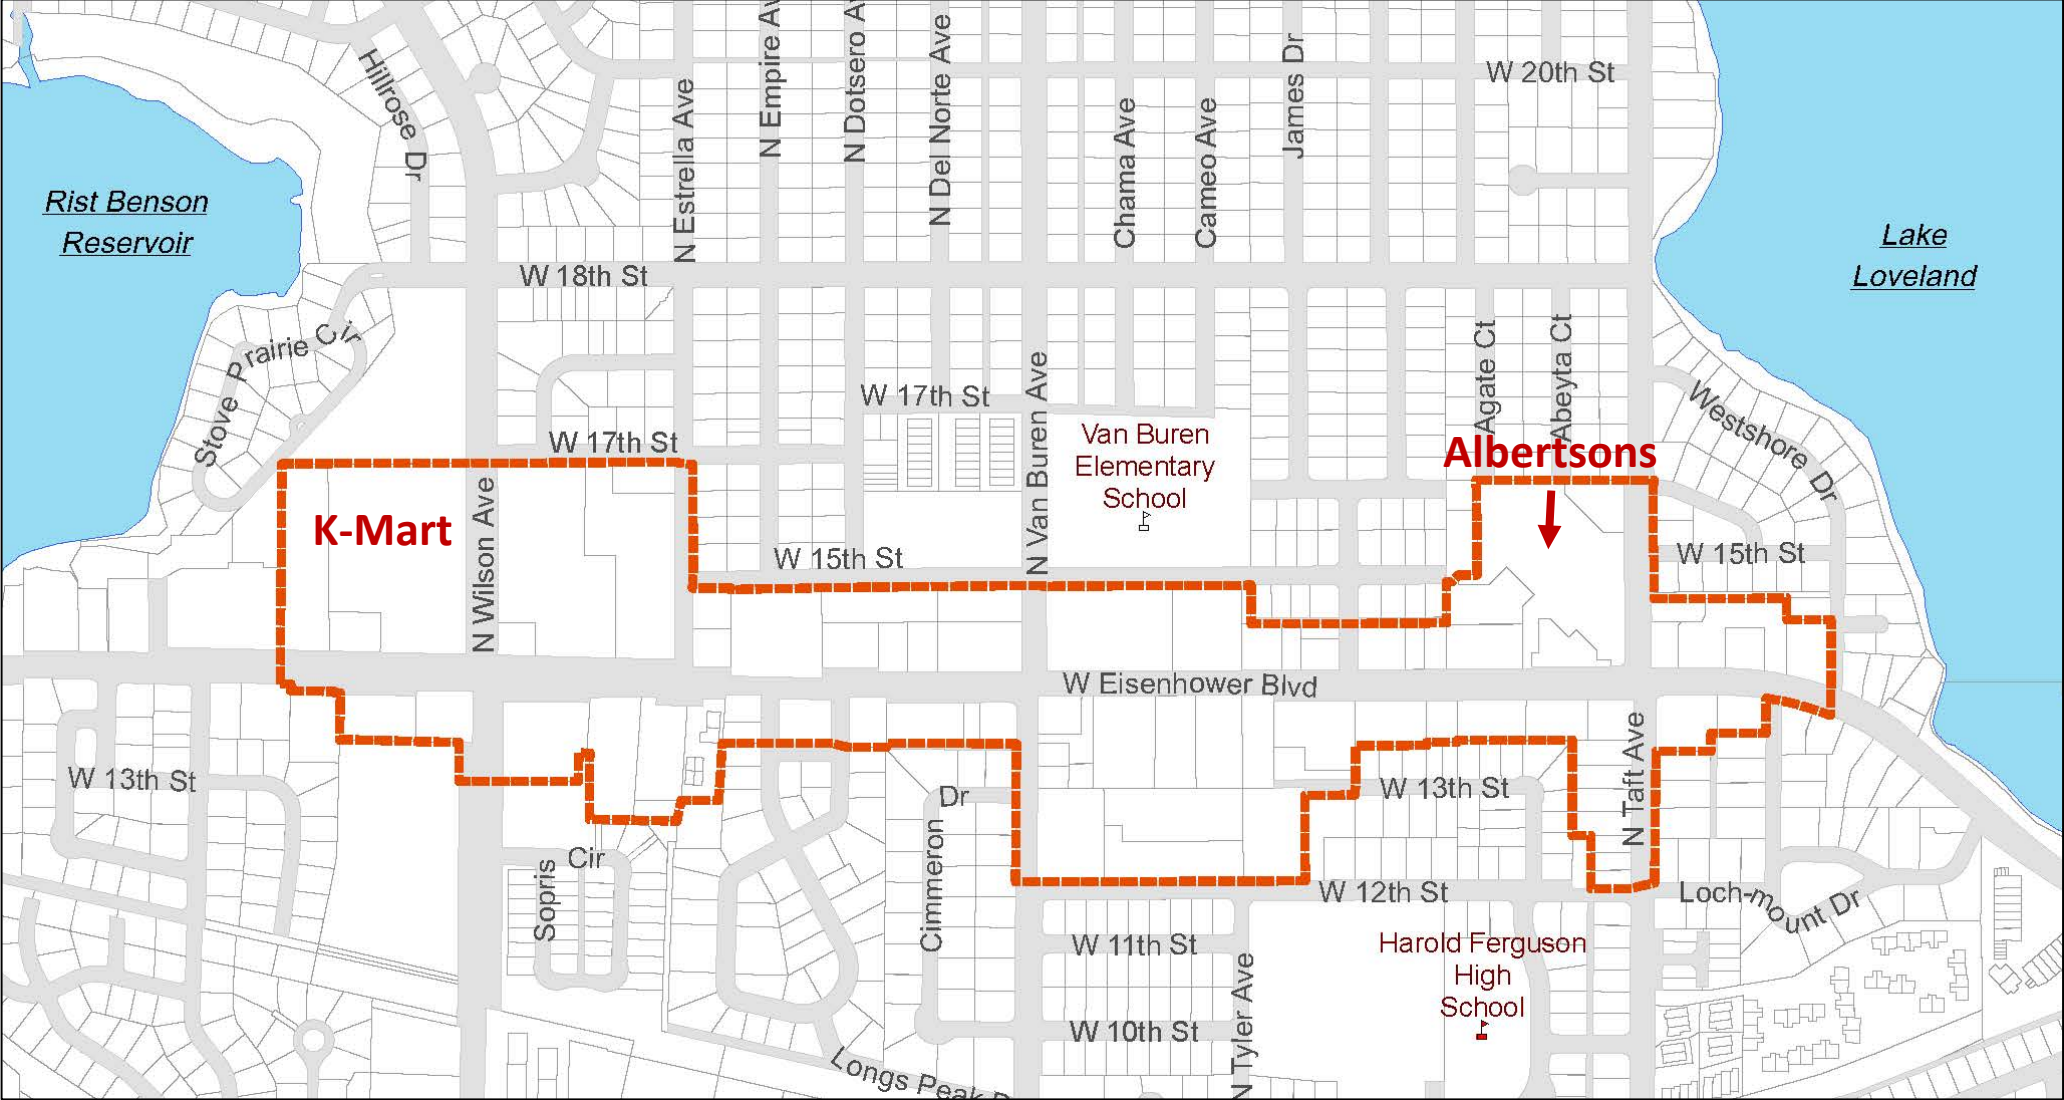 Hillrose Dr
N Estrella Ave
N Empire Av
N Dotsero A
N Del Norte Ave
Chama Ave
Cameo Ave
James Dr
W 20th St
Rist Benson
Reservoir
Lake
Loveland
W 18th St
Stove Prairie Cir
W 17th St
N Van Buren Ave
Agate Ct
Abeyta Ct
Westshore Dr
W 17th St
Van Buren
Elementary
School
Albertsons
K-Mart
N Wilson Ave
W 15th St
W 15th St
W Eisenhower Blvd
W 13th St
Cimmeron Dr
W 13th St
N Taft Ave
Sopris Cir
W 12th St
Loch-mount Dr
W 11th St
Harold Ferguson
High
School
N Tyler Ave
W 10th St
Longs Peak